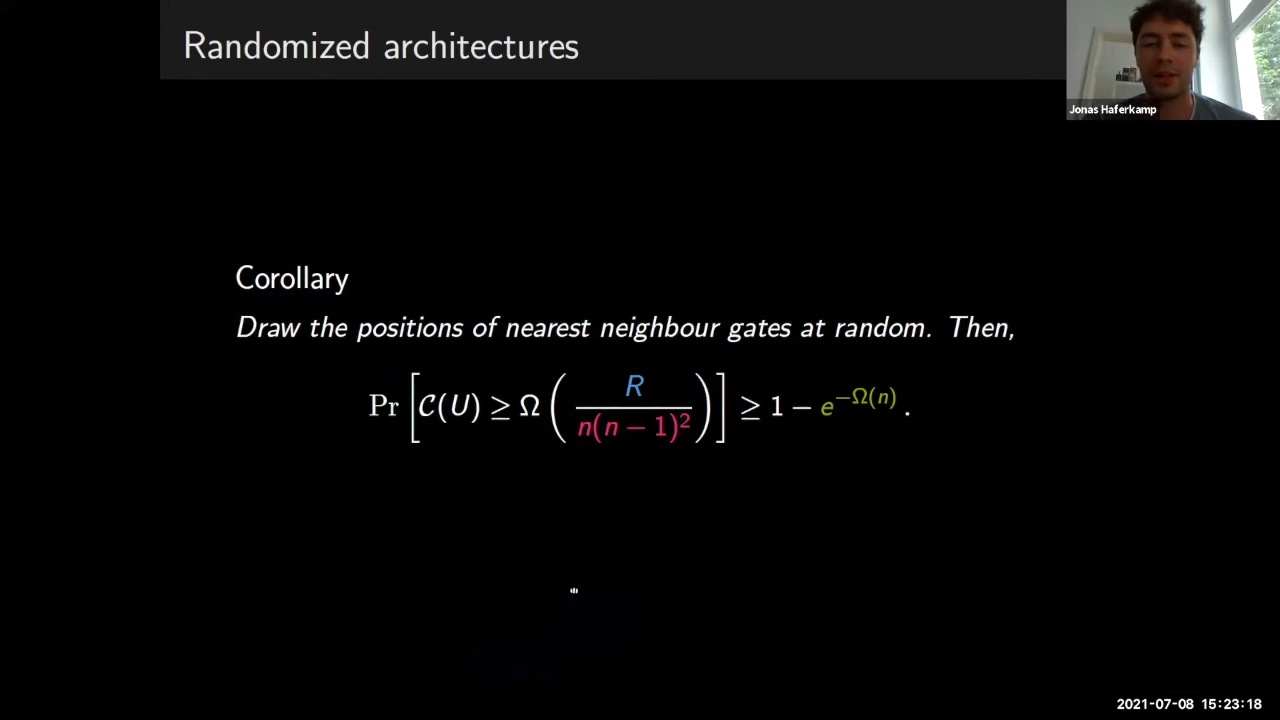 Randomized architectures
Jonas Haferkamp
Corollary
Draw the positions of nearest neighbour gates at random. Then,
Pr [ C(U) ≥ Ω ( R / n(n − 1)² ) ] ≥ 1 − e^{−Ω(n)} .
2021-07-08 15:23:18